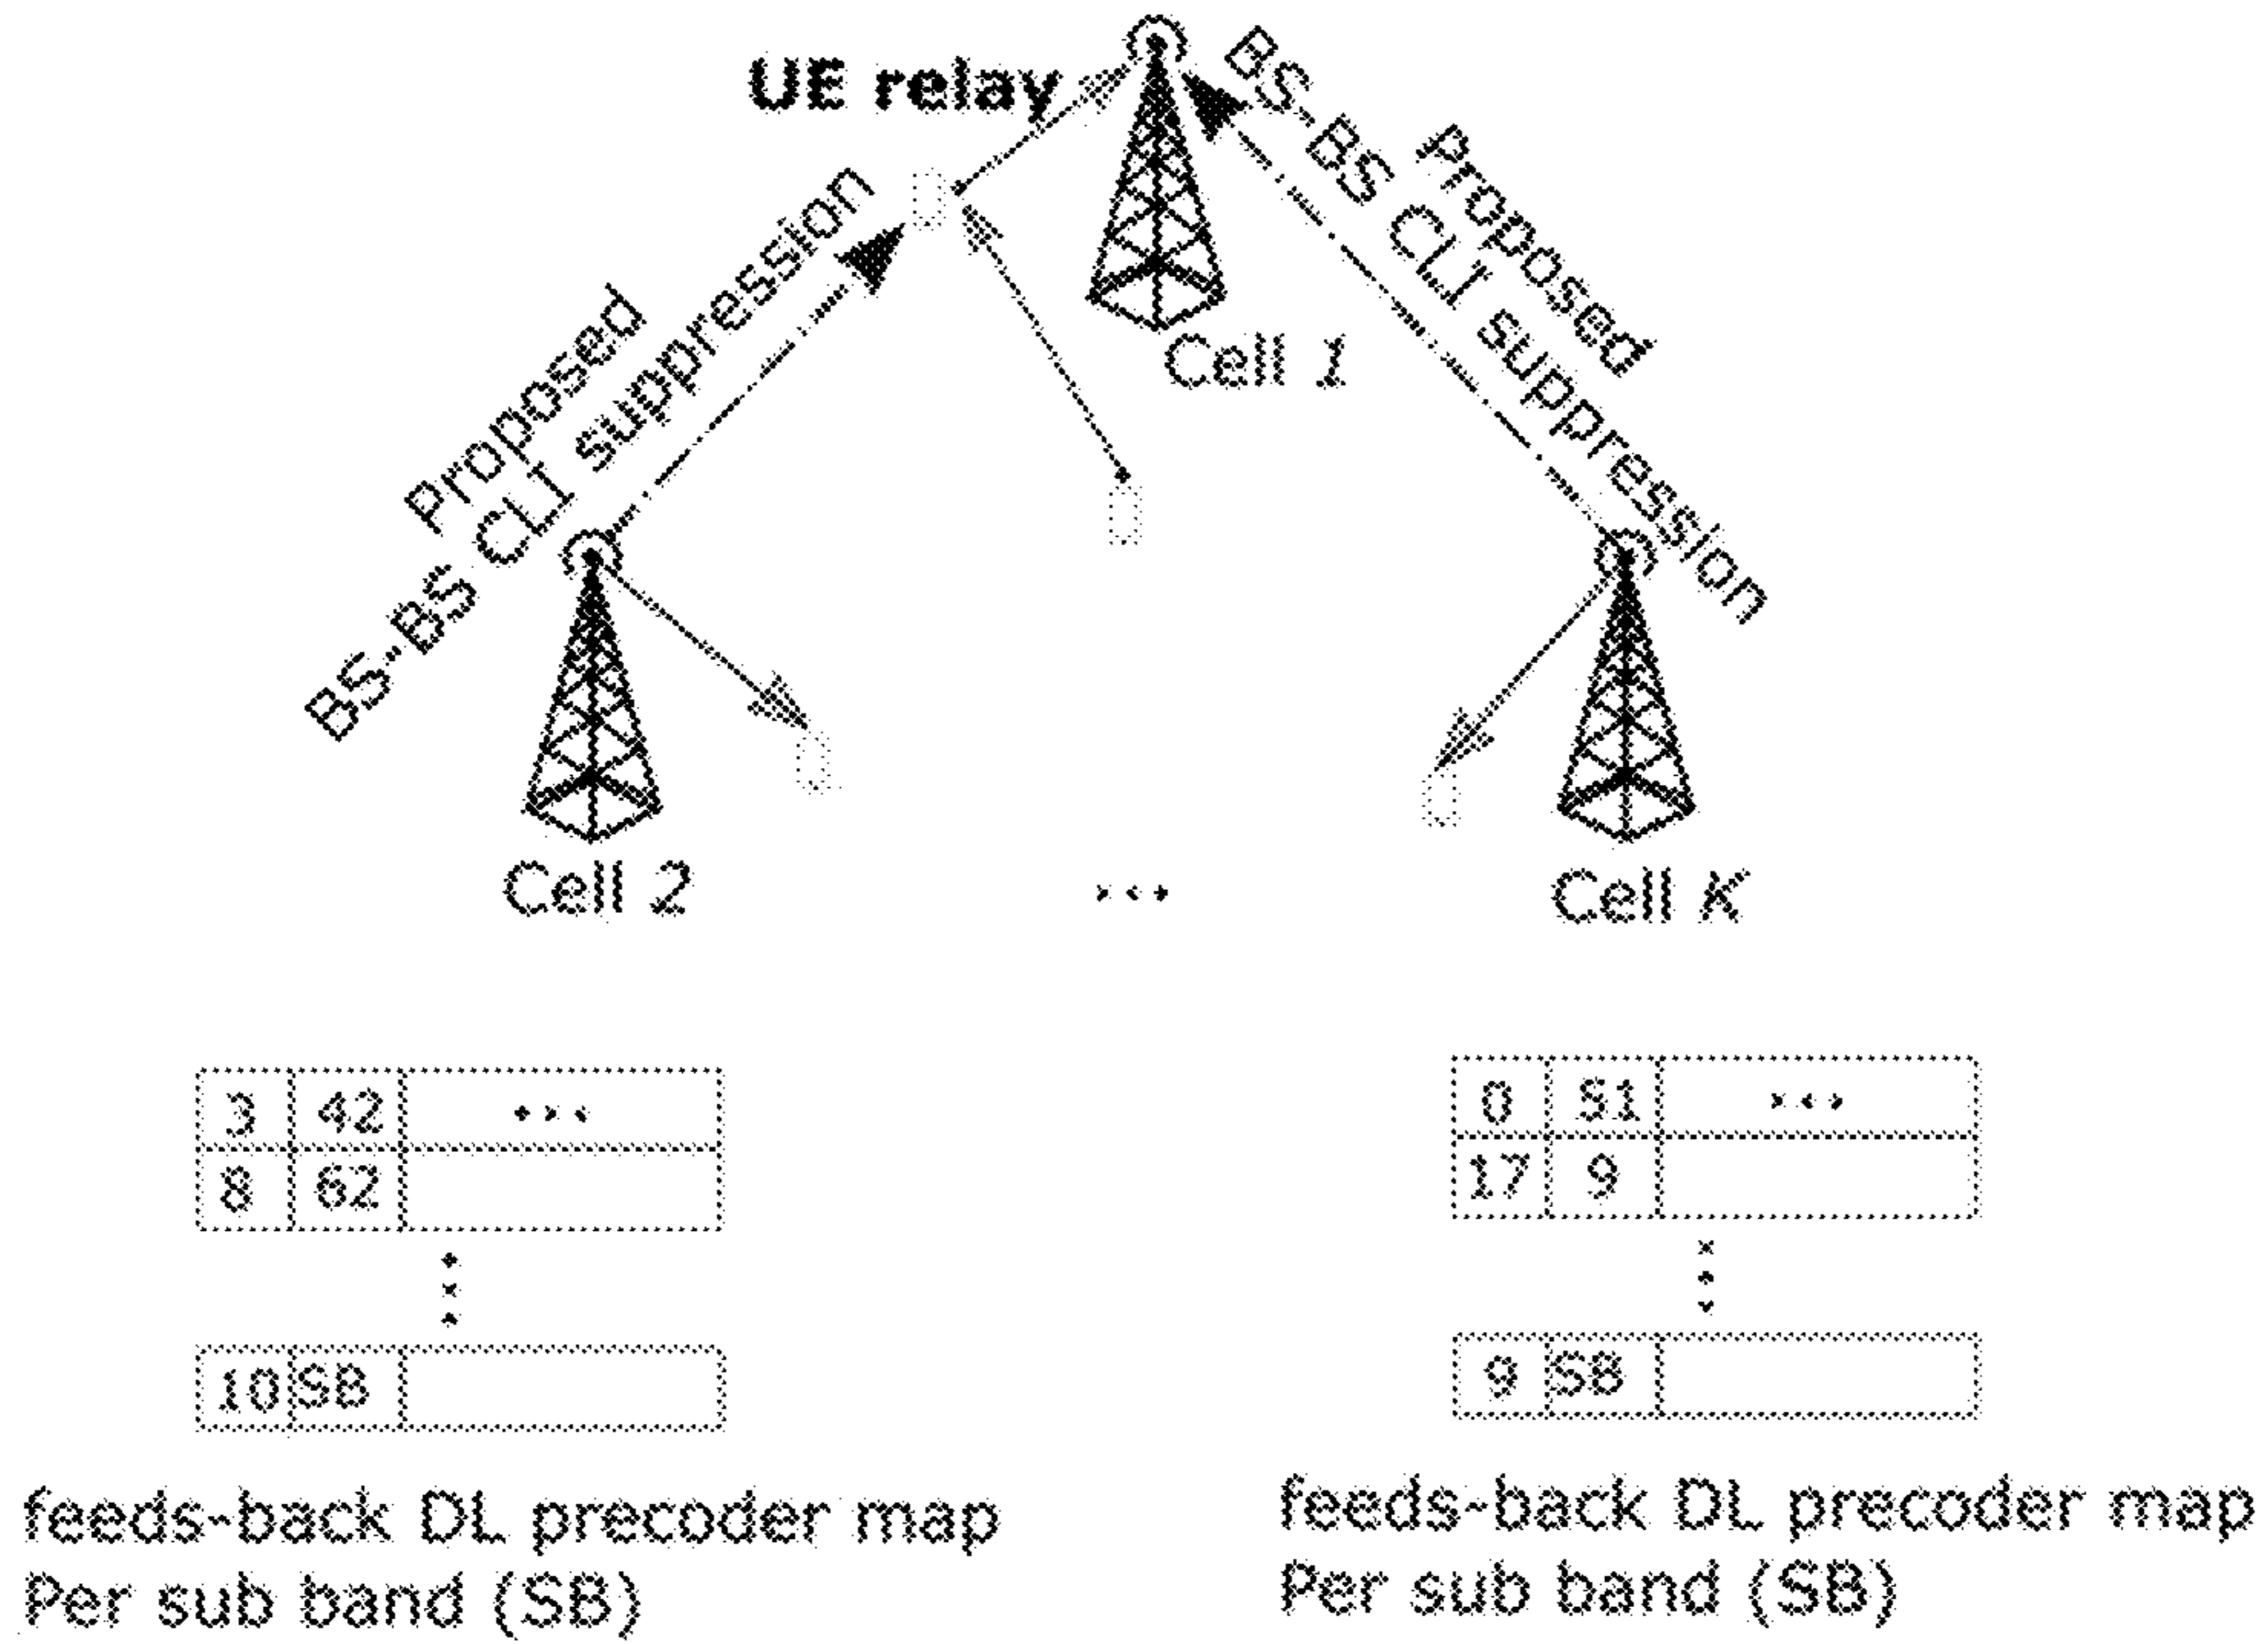 UE relay
Proposed
BS-BS CLI suppression
Proposed
BS-BS CLI suppression
Cell 1
Cell 2
...
Cell K
3 42 ...
8 62
10 SB
0 51 ...
17 9
9 SB
feeds-back DL precoder map
Per sub band (SB)
feeds-back DL precoder map
Per sub band (SB)